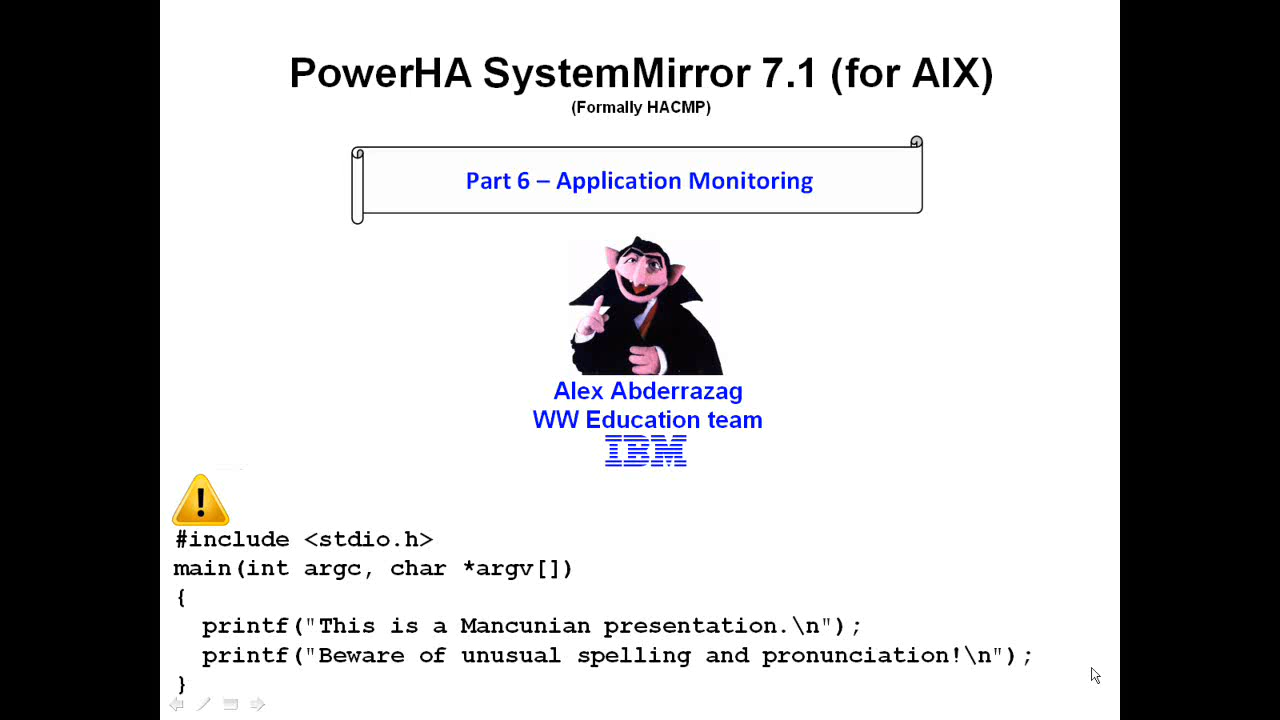 PowerHA SystemMirror 7.1 (for AIX)
(Formally HACMP)
Part 6 – Application Monitoring
Alex Abderrazag
WW Education team
IBM
!
#include <stdio.h>
main(int argc, char *argv[])
{
  printf("This is a Mancunian presentation.\n");
  printf("Beware of unusual spelling and pronunciation!\n");
}